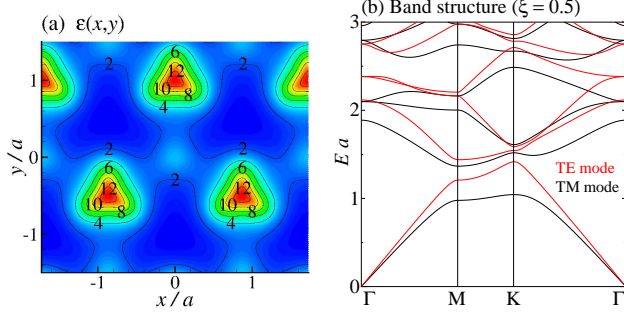 (a) ε(x,y)
2 6 2
12
10 8
4
6 2 6
12 12
10 8 10 8
4 4
1
0
-1
y/a
-1 0 1
x/a
(b) Band structure (ξ = 0.5)
3
2
1
0
E a
TE mode
TM mode
Γ M K Γ